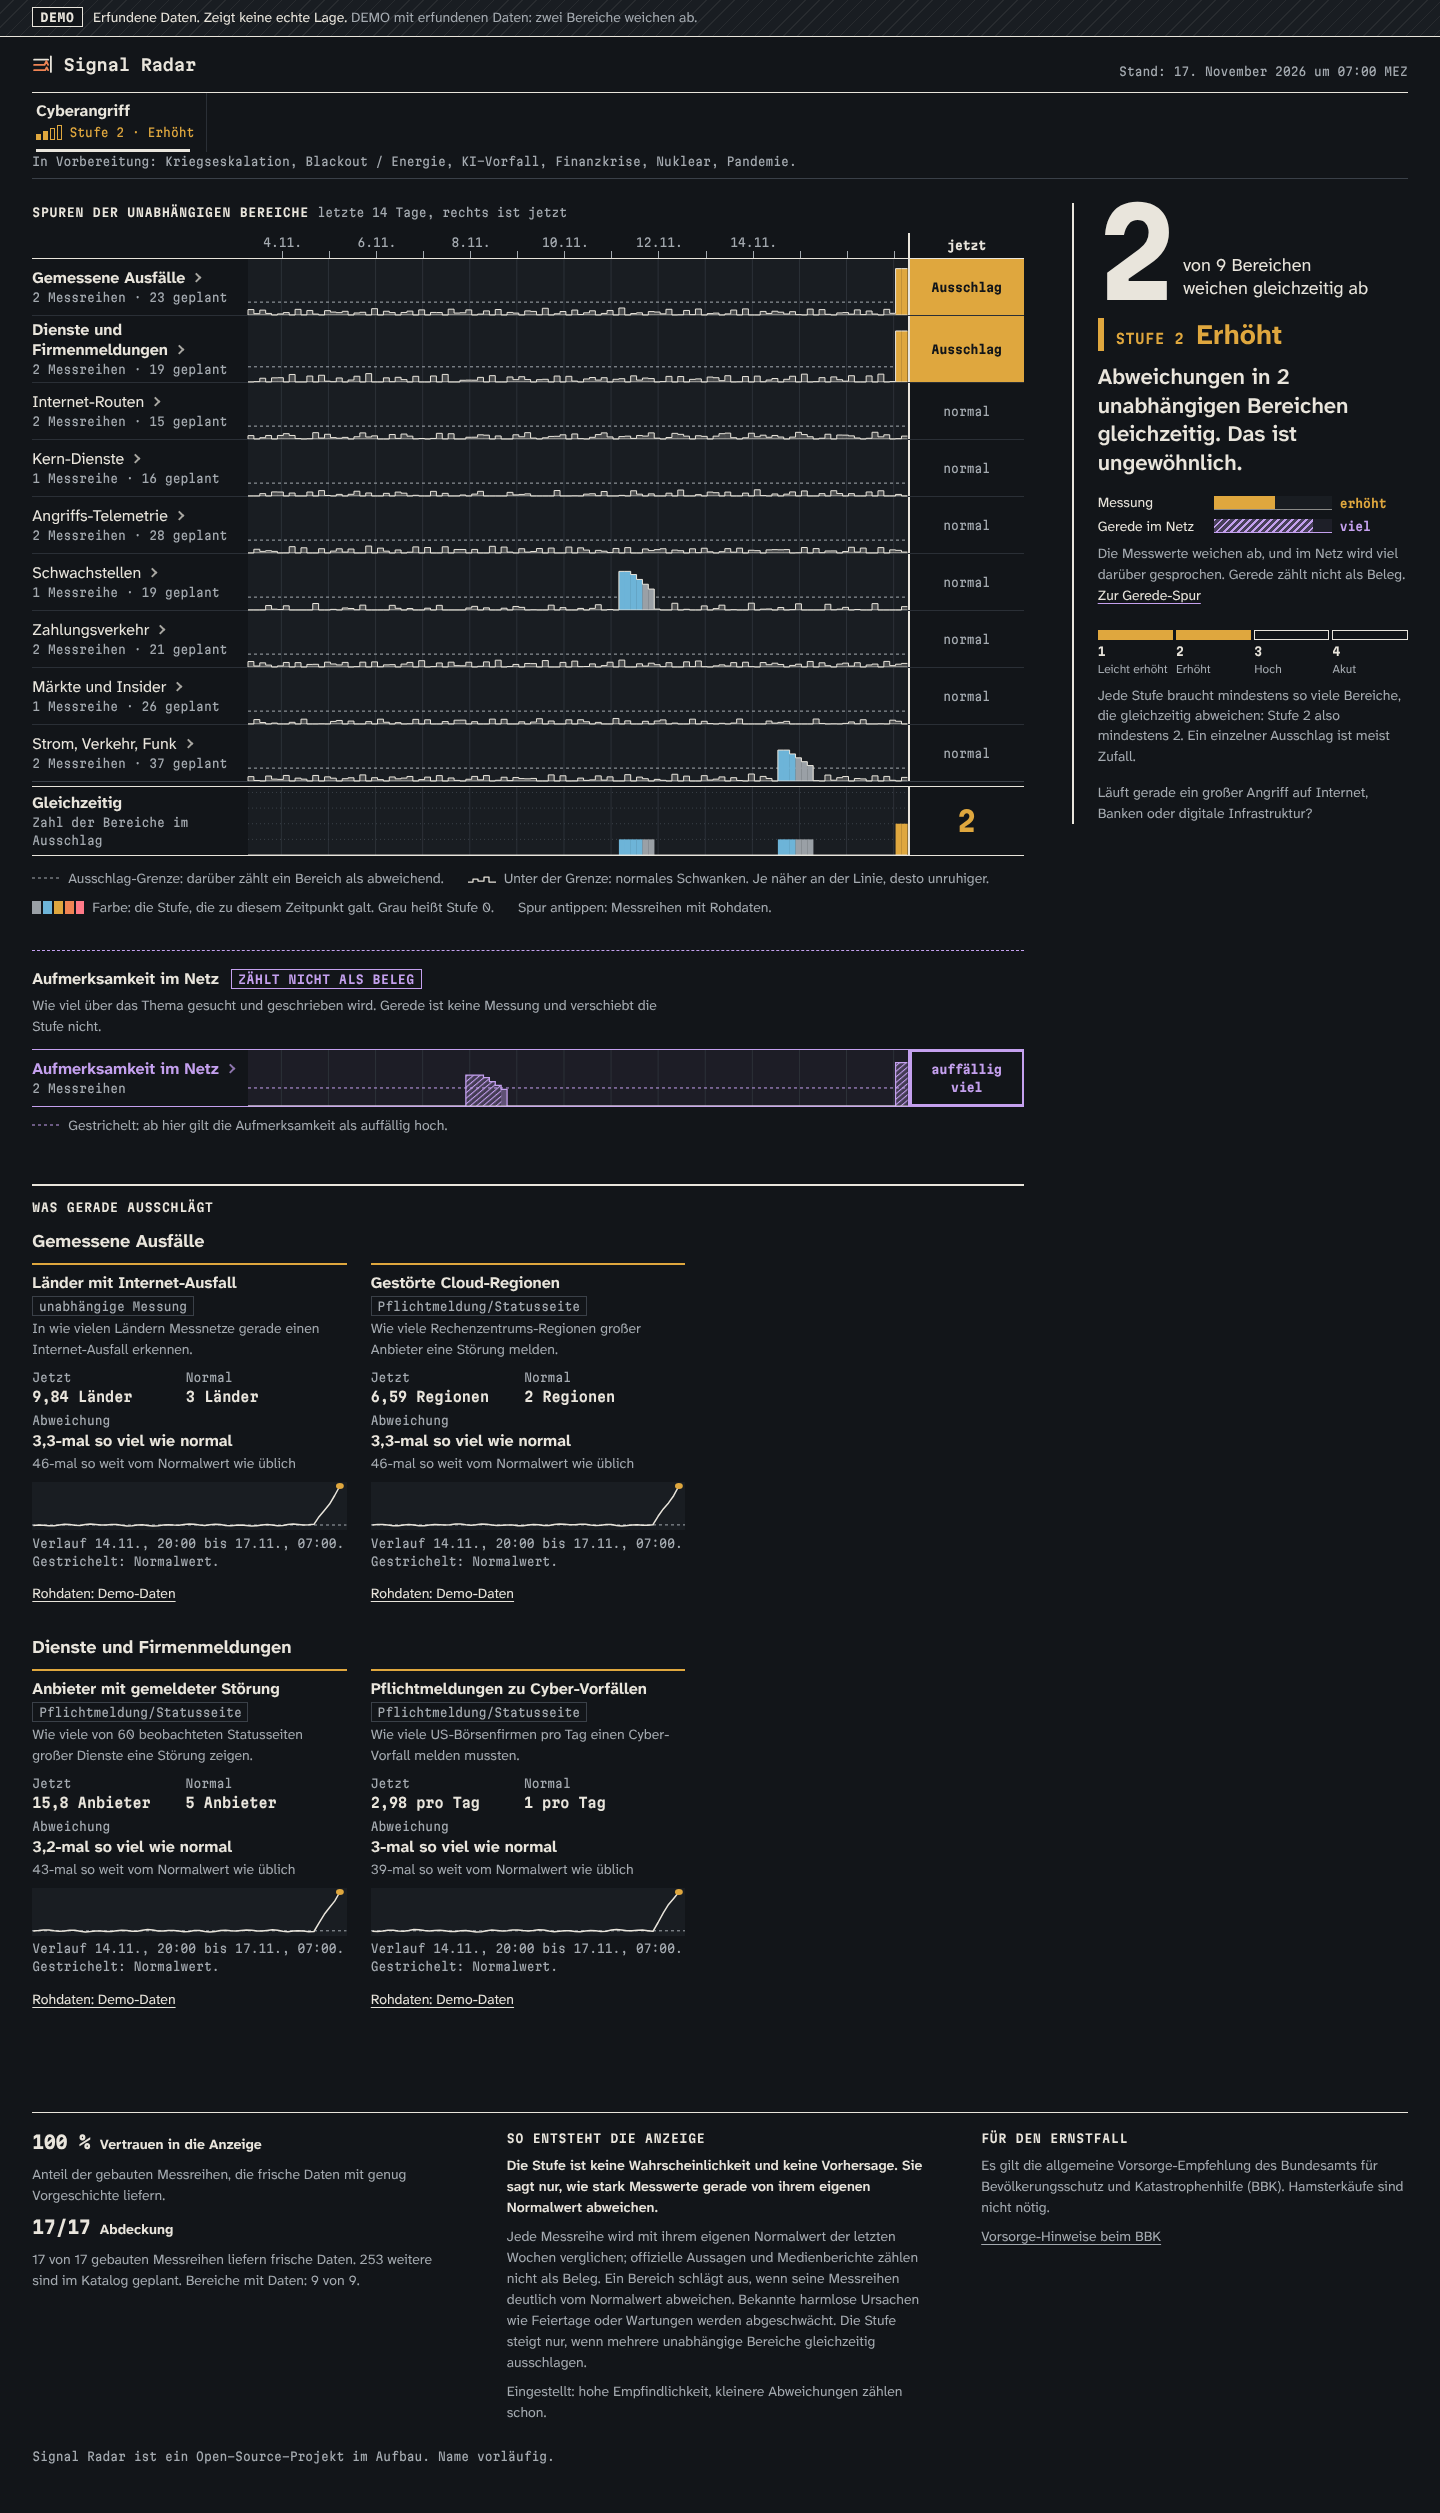 DEMO Erfundene Daten. Zeigt keine echte Lage. DEMO mit erfundenen Daten: zwei Bereiche weichen ab.
Signal Radar
Stand: 17. November 2026 um 07:00 MEZ
Cyberangriff
Stufe 2 · Erhöht
In Vorbereitung: Kriegseskalation, Blackout / Energie, KI-Vorfall, Finanzkrise, Nuklear, Pandemie.
SPUREN DER UNABHÄNGIGEN BEREICHE letzte 14 Tage, rechts ist jetzt
4.11. 6.11. 8.11. 10.11. 12.11. 14.11. jetzt
Gemessene Ausfälle
2 Messreihen · 23 geplant
Ausschlag
Dienste und
Firmenmeldungen
2 Messreihen · 19 geplant
Ausschlag
Internet-Routen
2 Messreihen · 15 geplant
normal
Kern-Dienste
1 Messreihe · 16 geplant
normal
Angriffs-Telemetrie
2 Messreihen · 28 geplant
normal
Schwachstellen
1 Messreihe · 19 geplant
normal
Zahlungsverkehr
2 Messreihen · 21 geplant
normal
Märkte und Insider
1 Messreihe · 26 geplant
normal
Strom, Verkehr, Funk
2 Messreihen · 37 geplant
normal
Gleichzeitig
Zahl der Bereiche im
Ausschlag
2
Ausschlag-Grenze: darüber zählt ein Bereich als abweichend. Unter der Grenze: normales Schwanken. Je näher an der Linie, desto unruhiger.
Farbe: die Stufe, die zu diesem Zeitpunkt galt. Grau heißt Stufe 0. Spur antippen: Messreihen mit Rohdaten.
2 von 9 Bereichen
weichen gleichzeitig ab
STUFE 2 Erhöht
Abweichungen in 2
unabhängigen Bereichen
gleichzeitig. Das ist
ungewöhnlich.
Messung erhöht
Gerede im Netz viel
Die Messwerte weichen ab, und im Netz wird viel
darüber gesprochen. Gerede zählt nicht als Beleg.
Zur Gerede-Spur
1 2 3 4
Leicht erhöht Erhöht Hoch Akut
Jede Stufe braucht mindestens so viele Bereiche,
die gleichzeitig abweichen: Stufe 2 also
mindestens 2. Ein einzelner Ausschlag ist meist
Zufall.
Läuft gerade ein großer Angriff auf Internet,
Banken oder digitale Infrastruktur?
Aufmerksamkeit im Netz ZÄHLT NICHT ALS BELEG
Wie viel über das Thema gesucht und geschrieben wird. Gerede ist keine Messung und verschiebt die
Stufe nicht.
Aufmerksamkeit im Netz
2 Messreihen
auffällig
viel
Gestrichelt: ab hier gilt die Aufmerksamkeit als auffällig hoch.
WAS GERADE AUSSCHLÄGT
Gemessene Ausfälle
Länder mit Internet-Ausfall
unabhängige Messung
In wie vielen Ländern Messnetze gerade einen
Internet-Ausfall erkennen.
Jetzt Normal
9,84 Länder 3 Länder
Abweichung
3,3-mal so viel wie normal
46-mal so weit vom Normalwert wie üblich
Verlauf 14.11., 20:00 bis 17.11., 07:00.
Gestrichelt: Normalwert.
Rohdaten: Demo-Daten
Gestörte Cloud-Regionen
Pflichtmeldung/Statusseite
Wie viele Rechenzentrums-Regionen großer
Anbieter eine Störung melden.
Jetzt Normal
6,59 Regionen 2 Regionen
Abweichung
3,3-mal so viel wie normal
46-mal so weit vom Normalwert wie üblich
Verlauf 14.11., 20:00 bis 17.11., 07:00.
Gestrichelt: Normalwert.
Rohdaten: Demo-Daten
Dienste und Firmenmeldungen
Anbieter mit gemeldeter Störung
Pflichtmeldung/Statusseite
Wie viele von 60 beobachteten Statusseiten
großer Dienste eine Störung zeigen.
Jetzt Normal
15,8 Anbieter 5 Anbieter
Abweichung
3,2-mal so viel wie normal
43-mal so weit vom Normalwert wie üblich
Verlauf 14.11., 20:00 bis 17.11., 07:00.
Gestrichelt: Normalwert.
Rohdaten: Demo-Daten
Pflichtmeldungen zu Cyber-Vorfällen
Pflichtmeldung/Statusseite
Wie viele US-Börsenfirmen pro Tag einen Cyber-
Vorfall melden mussten.
Jetzt Normal
2,98 pro Tag 1 pro Tag
Abweichung
3-mal so viel wie normal
39-mal so weit vom Normalwert wie üblich
Verlauf 14.11., 20:00 bis 17.11., 07:00.
Gestrichelt: Normalwert.
Rohdaten: Demo-Daten
100 % Vertrauen in die Anzeige
Anteil der gebauten Messreihen, die frische Daten mit genug
Vorgeschichte liefern.
17/17 Abdeckung
17 von 17 gebauten Messreihen liefern frische Daten. 253 weitere
sind im Katalog geplant. Bereiche mit Daten: 9 von 9.
SO ENTSTEHT DIE ANZEIGE
Die Stufe ist keine Wahrscheinlichkeit und keine Vorhersage. Sie
sagt nur, wie stark Messwerte gerade von ihrem eigenen
Normalwert abweichen.
Jede Messreihe wird mit ihrem eigenen Normalwert der letzten
Wochen verglichen; offizielle Aussagen und Medienberichte zählen
nicht als Beleg. Ein Bereich schlägt aus, wenn seine Messreihen
deutlich vom Normalwert abweichen. Bekannte harmlose Ursachen
wie Feiertage oder Wartungen werden abgeschwächt. Die Stufe
steigt nur, wenn mehrere unabhängige Bereiche gleichzeitig
ausschlagen.
Eingestellt: hohe Empfindlichkeit, kleinere Abweichungen zählen
schon.
FÜR DEN ERNSTFALL
Es gilt die allgemeine Vorsorge-Empfehlung des Bundesamts für
Bevölkerungsschutz und Katastrophenhilfe (BBK). Hamsterkäufe sind
nicht nötig.
Vorsorge-Hinweise beim BBK
Signal Radar ist ein Open-Source-Projekt im Aufbau. Name vorläufig.